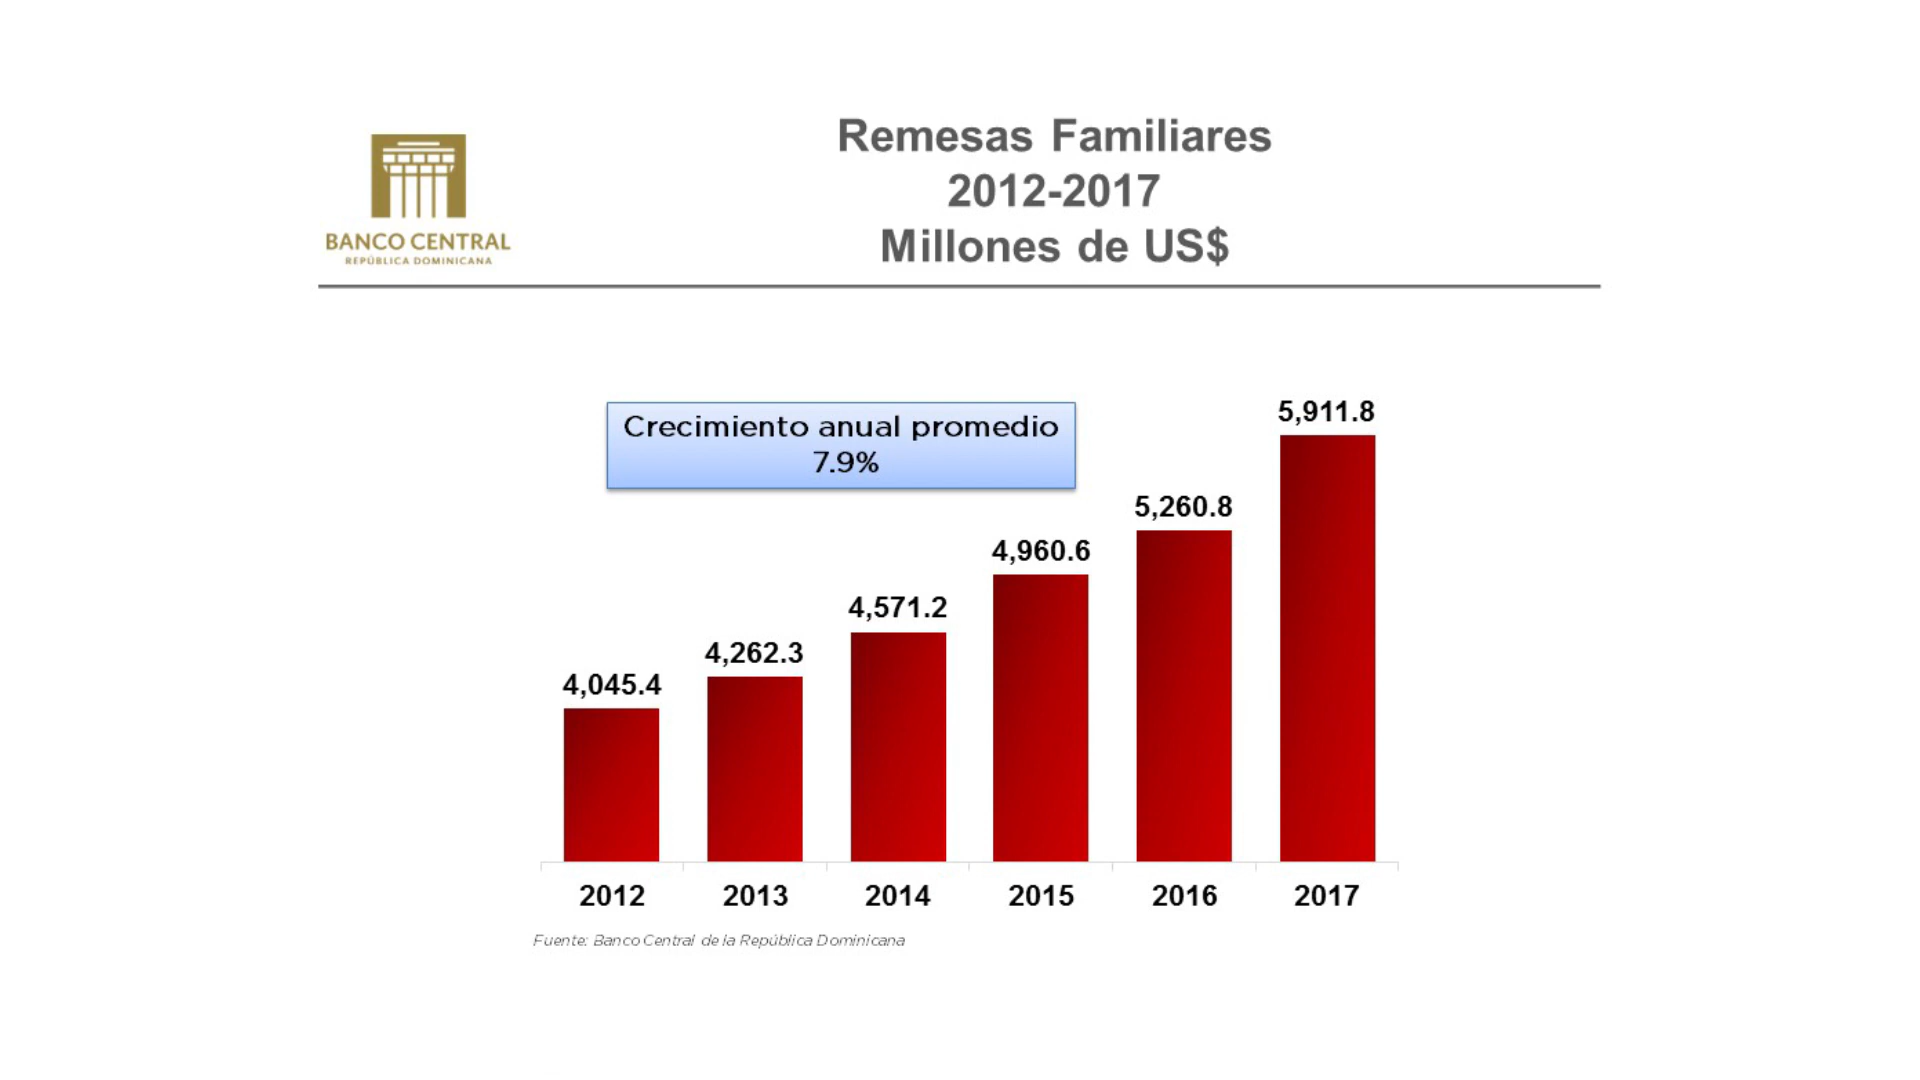 BANCO CENTRAL
REPÚBLICA DOMINICANA
Remesas Familiares
2012-2017
Millones de US$
Crecimiento anual promedio
7.9%
4,045.4
4,262.3
4,571.2
4,960.6
5,260.8
5,911.8
2012
2013
2014
2015
2016
2017
Fuente: Banco Central de la República Dominicana